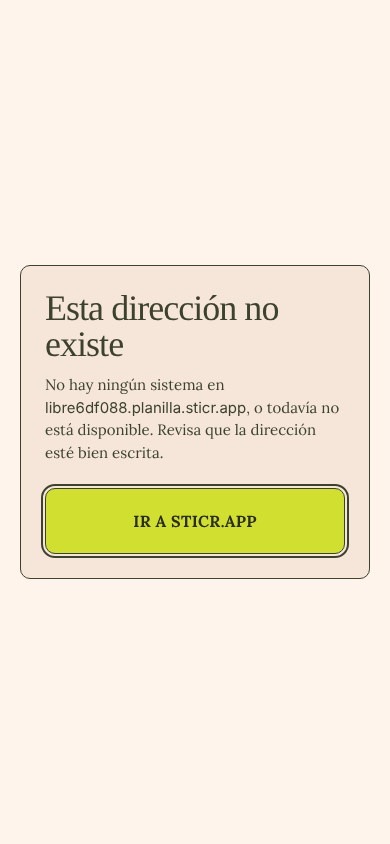 Esta dirección no
existe
No hay ningún sistema en
libre6df088.planilla.sticr.app, o todavía no
está disponible. Revisa que la dirección
esté bien escrita.
IR A STICR.APP